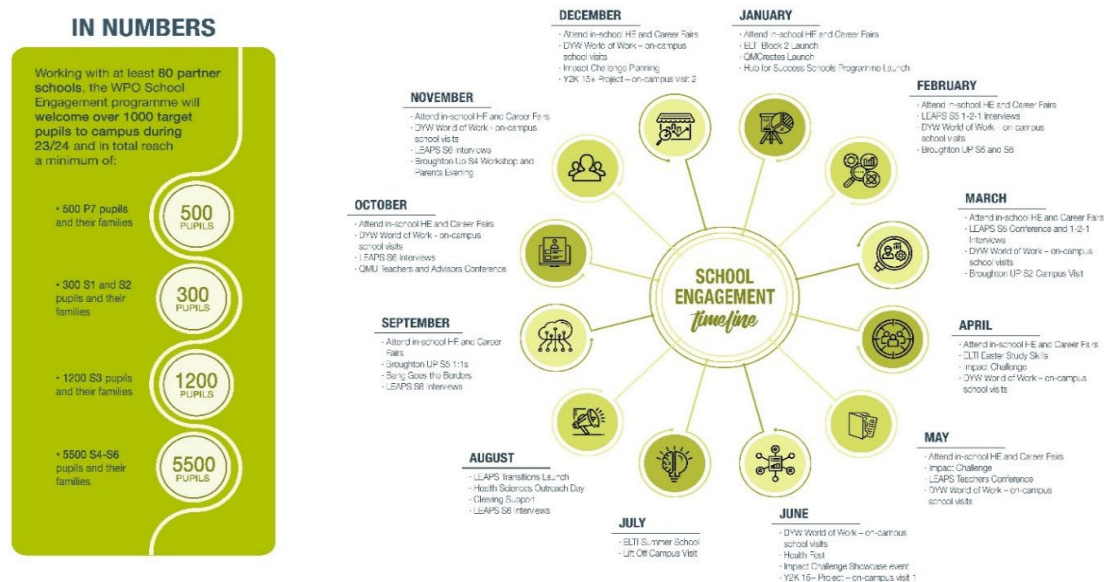 IN NUMBERS
Working with at least 80 partner
schools, the WPO School
Engagement programme will
welcome over 1000 target
pupils to campus during
23/24 and in total reach
a minimum of:
• 500 P7 pupils
and their families
500
PUPILS
• 300 S1 and S2
pupils and their
families
300
PUPILS
• 1200 S3 pupils
and their families
1200
PUPILS
• 5500 S4-S6
pupils and their
families
5500
PUPILS
SCHOOL
ENGAGEMENT
timeline
JANUARY
- Attend in-school HE and Career Fairs
- ELTI Block 2 Launch
- QMCreates Launch
- Hub for Success Schools Programme Launch
FEBRUARY
- Attend in-school HE and Career Fairs
- LEAPS S5 1-2-1 Interviews
- DYW World of Work – on-campus
school visits
- Broughton UP S5 and S6
MARCH
- Attend in-school HE and Career Fairs
- LEAPS S5 Conference and 1-2-1
Interviews
- DYW World of Work – on-campus
school visits
- Broughton UP S2 Campus Visit
APRIL
- Attend in-school HE and Career Fairs
- ELTI Easter Study Skills
- Impact Challenge
- DYW World of Work – on-campus
school visits
MAY
- Attend in-school HE and Career Fairs
- Impact Challenge
- LEAPS Teachers Conference
- DYW World of Work – on-campus
school visits
JUNE
- DYW World of Work – on-campus
school visits
- Health Fest
- Impact Challenge Showcase event
- Y2K 15+ Project – on-campus visit 1
JULY
- ELTI Summer School
- Lift Off Campus Visit
AUGUST
- LEAPS Transitions Launch
- Health Sciences Outreach Day
- Clearing Support
- LEAPS S6 Interviews
SEPTEMBER
- Attend in-school HE and Career
Fairs
- Broughton UP S5 1:1s
- Bang Goes the Borders
- LEAPS S6 Interviews
OCTOBER
- Attend in-school HE and Career Fairs
- DYW World of Work – on-campus
school visits
- LEAPS S6 Interviews
- QMU Teachers and Advisors Conference
NOVEMBER
- Attend in-school HE and Career Fairs
- DYW World of Work – on-campus
school visits
- LEAPS S6 Interviews
- Broughton Up S4 Workshop and
Parents Evening
DECEMBER
- Attend in-school HE and Career Fairs
- DYW World of Work – on-campus
school visits
- Impact Challenge Planning
- Y2K 15+ Project – on-campus visit 2